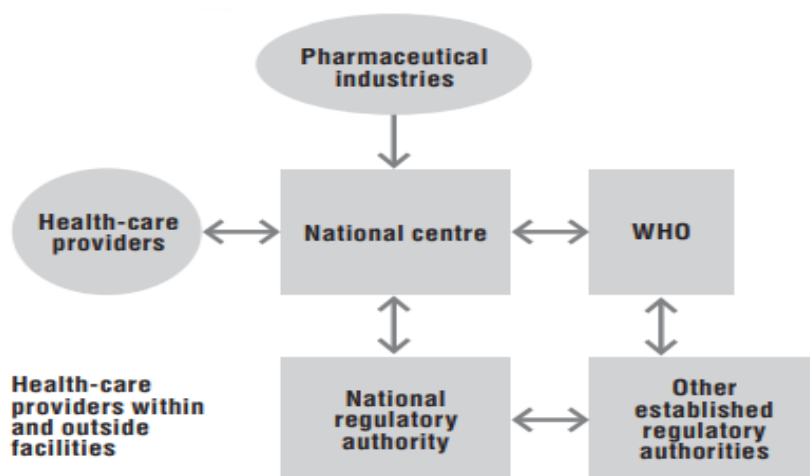 Pharmaceutical
industries
Health-care
providers
National centre
WHO
Health-care
providers within
and outside
facilities
National
regulatory
authority
Other
established
regulatory
authorities